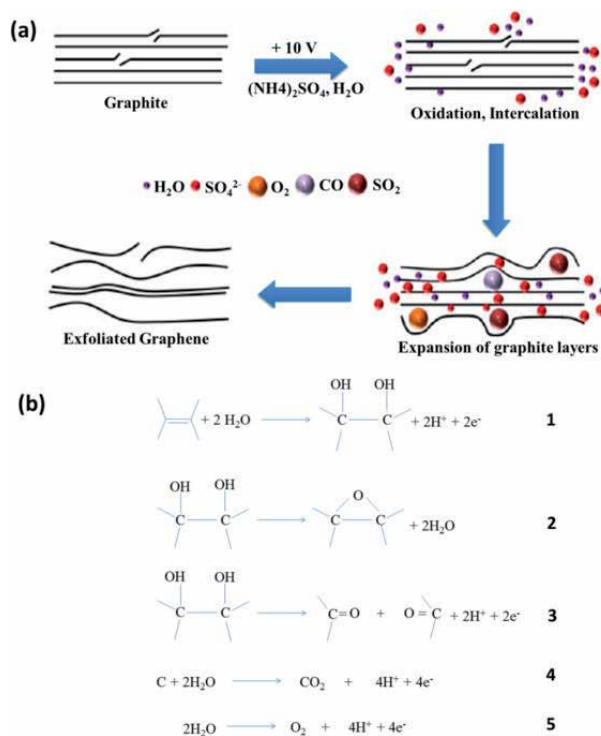 (a)
+ 10 V
(NH4)₂SO₄, H₂O
Graphite
Oxidation, Intercalation
H₂O SO₄²⁻ O₂ CO SO₂
Exfoliated Graphene
Expansion of graphite layers
(b)
+ 2 H₂O OH OH C C + 2H⁺ + 2e⁻ 1
OH OH C C O C C + 2H₂O 2
OH OH C C C=O + O=C + 2H⁺ + 2e⁻ 3
C + 2H₂O CO₂ + 4H⁺ + 4e⁻ 4
2H₂O O₂ + 4H⁺ + 4e⁻ 5